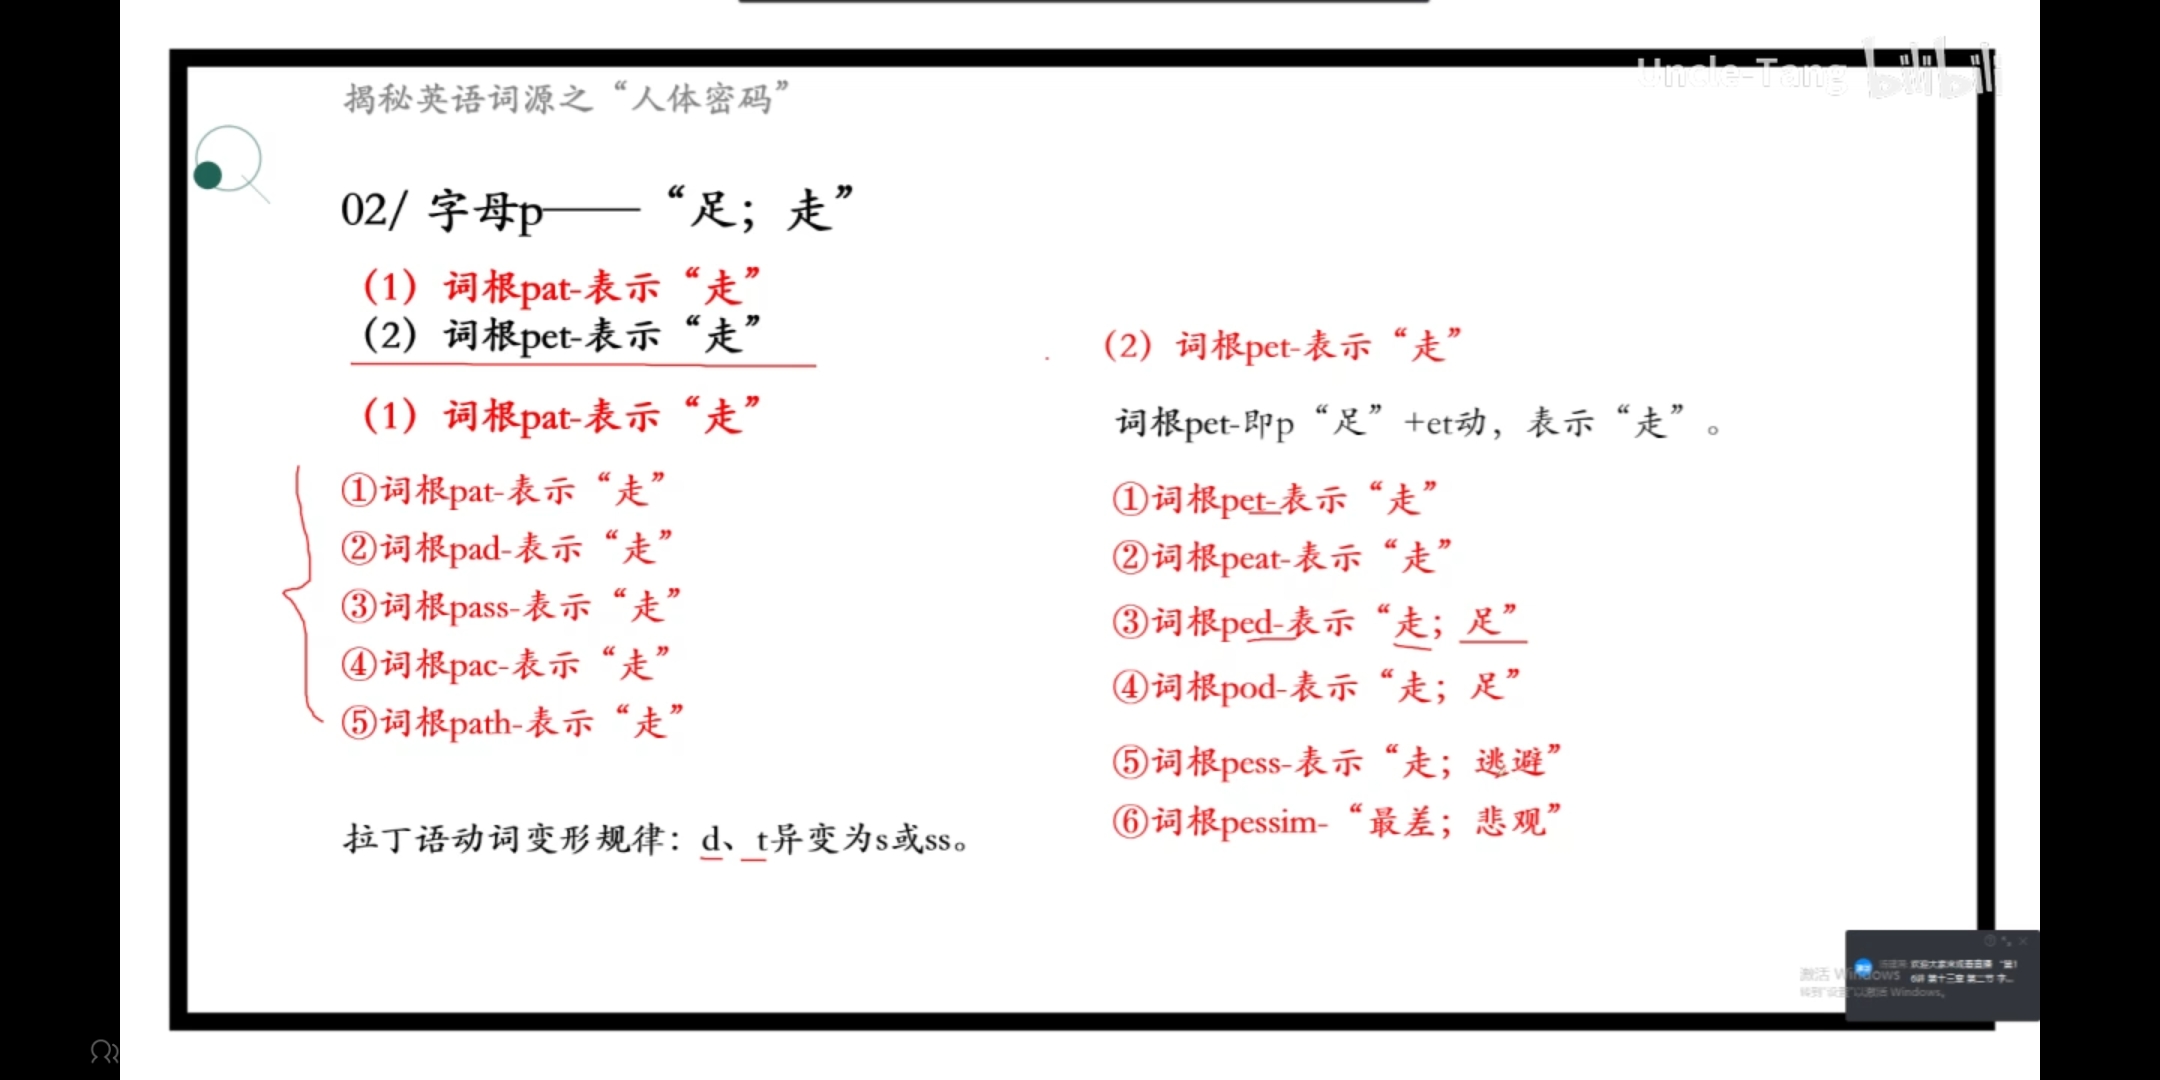 Uncle-Tang bilibili
揭秘英语词源之“人体密码”
02/ 字母p——“足；走”
（1）词根pat-表示“走”
（2）词根pet-表示“走”
（1）词根pat-表示“走”
①词根pat-表示“走”
②词根pad-表示“走”
③词根pass-表示“走”
④词根pac-表示“走”
⑤词根path-表示“走”
拉丁语动词变形规律：d、t异变为s或ss。
（2）词根pet-表示“走”
词根pet-即p“足”+et动，表示“走”。
①词根pet-表示“走”
②词根peat-表示“走”
③词根ped-表示“走；足”
④词根pod-表示“走；足”
⑤词根pess-表示“走；逃避”
⑥词根pessim-“最差；悲观”
激活 Windows
转到“设置”以激活 Windows。